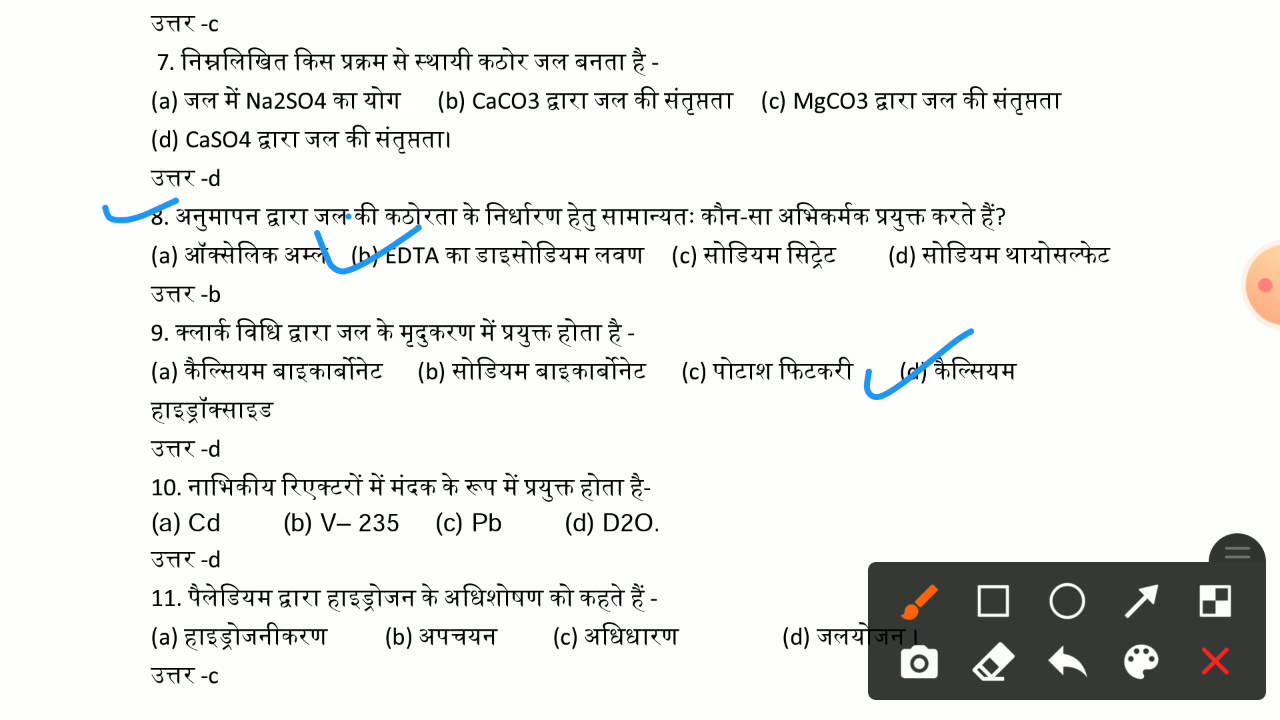 उत्तर -c
7. निम्नलिखित किस प्रक्रम से स्थायी कठोर जल बनता है -
(a) जल में Na2SO4 का योग (b) CaCO3 द्वारा जल की संतृप्तता (c) MgCO3 द्वारा जल की संतृप्तता
(d) CaSO4 द्वारा जल की संतृप्तता।
उत्तर -d
8. अनुमापन द्वारा जल की कठोरता के निर्धारण हेतु सामान्यतः कौन-सा अभिकर्मक प्रयुक्त करते हैं?
(a) ऑक्सेलिक अम्ल (b) EDTA का डाइसोडियम लवण (c) सोडियम सिट्रेट (d) सोडियम थायोसल्फेट
उत्तर -b
9. क्लार्क विधि द्वारा जल के मृदुकरण में प्रयुक्त होता है -
(a) कैल्सियम बाइकार्बोनेट (b) सोडियम बाइकार्बोनेट (c) पोटाश फिटकरी (d) कैल्सियम
हाइड्रॉक्साइड
उत्तर -d
10. नाभिकीय रिएक्टरों में मंदक के रूप में प्रयुक्त होता है-
(a) Cd (b) V– 235 (c) Pb (d) D2O.
उत्तर -d
11. पैलेडियम द्वारा हाइड्रोजन के अधिशोषण को कहते हैं -
(a) हाइड्रोजनीकरण (b) अपचयन (c) अधिधारण (d) जलयोजन।
उत्तर -c